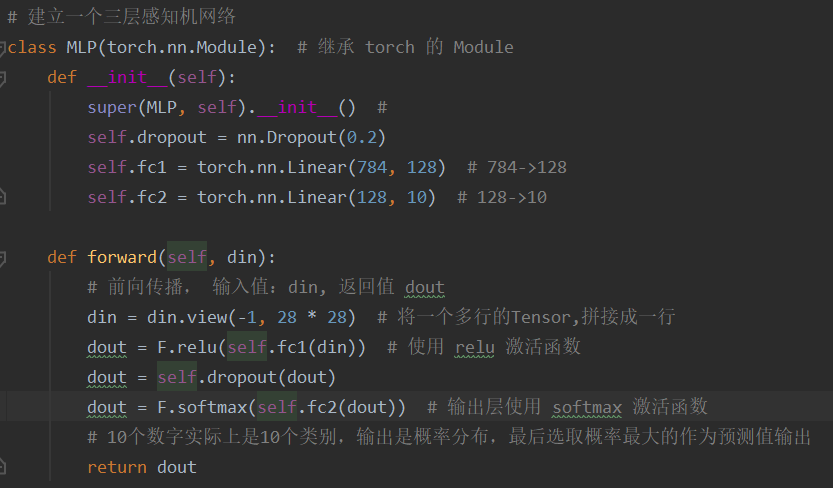 # 建立一个三层感知机网络
class MLP(torch.nn.Module):  # 继承 torch 的 Module
    def __init__(self):
        super(MLP, self).__init__()  #
        self.dropout = nn.Dropout(0.2)
        self.fc1 = torch.nn.Linear(784, 128)  # 784->128
        self.fc2 = torch.nn.Linear(128, 10)  # 128->10
    def forward(self, din):
        # 前向传播， 输入值：din, 返回值 dout
        din = din.view(-1, 28 * 28)  # 将一个多行的Tensor,拼接成一行
        dout = F.relu(self.fc1(din))  # 使用 relu 激活函数
        dout = self.dropout(dout)
        dout = F.softmax(self.fc2(dout))  # 输出层使用 softmax 激活函数
        # 10个数字实际上是10个类别，输出是概率分布，最后选取概率最大的作为预测值输出
        return dout